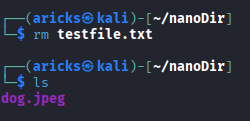 ┌──(aricks㉿kali)-[~/nanoDir]
└─$ rm testfile.txt
┌──(aricks㉿kali)-[~/nanoDir]
└─$ ls
dog.jpeg